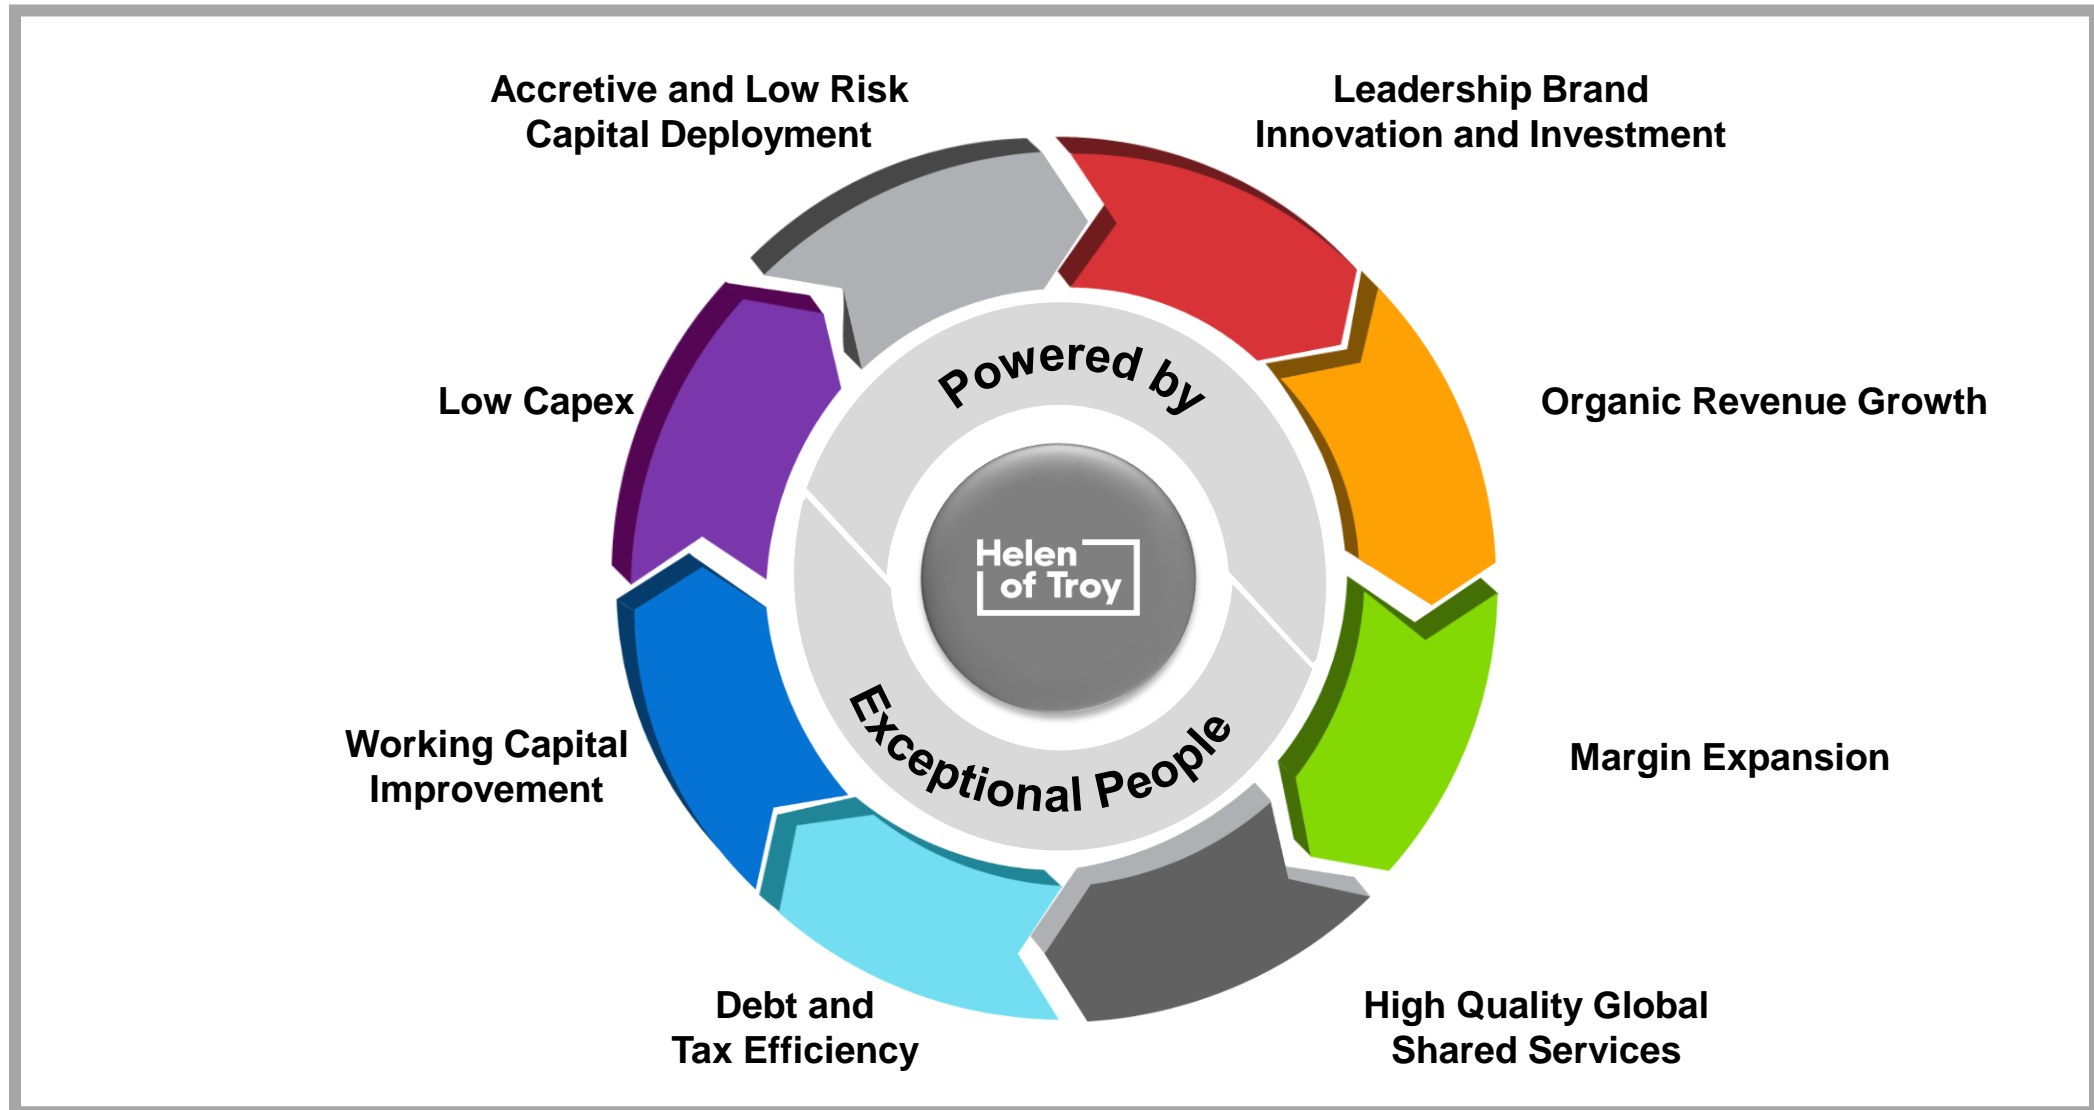 Accretive and Low Risk
Capital Deployment
Leadership Brand
Innovation and Investment
Low Capex
Powered by
Organic Revenue Growth
Helen
of Troy
Working Capital
Improvement
Exceptional People
Margin Expansion
Debt and
Tax Efficiency
High Quality Global
Shared Services